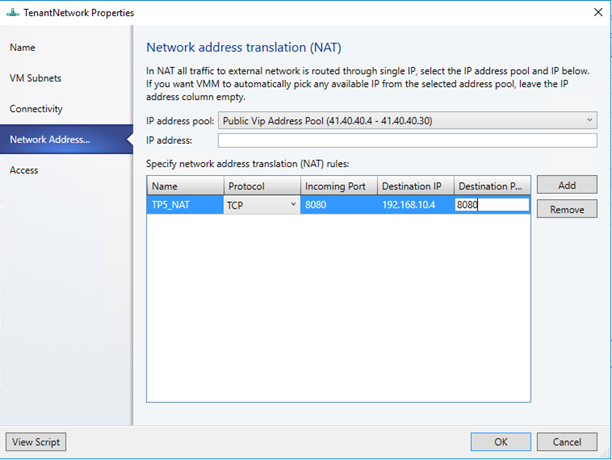 TenantNetwork Properties
Name
VM Subnets
Connectivity
Network Address...
Access
Network address translation (NAT)
In NAT all traffic to external network is routed through single IP, select the IP address pool and IP below.
If you want VMM to automatically pick any available IP from the selected address pool, leave the IP
address column empty.
IP address pool: Public Vip Address Pool (41.40.40.4 - 41.40.40.30)
IP address:
Specify network address translation (NAT) rules:
Name Protocol Incoming Port Destination IP Destination P...
TP5_NAT TCP 8080 192.168.10.4 8080
Add
Remove
View Script OK Cancel